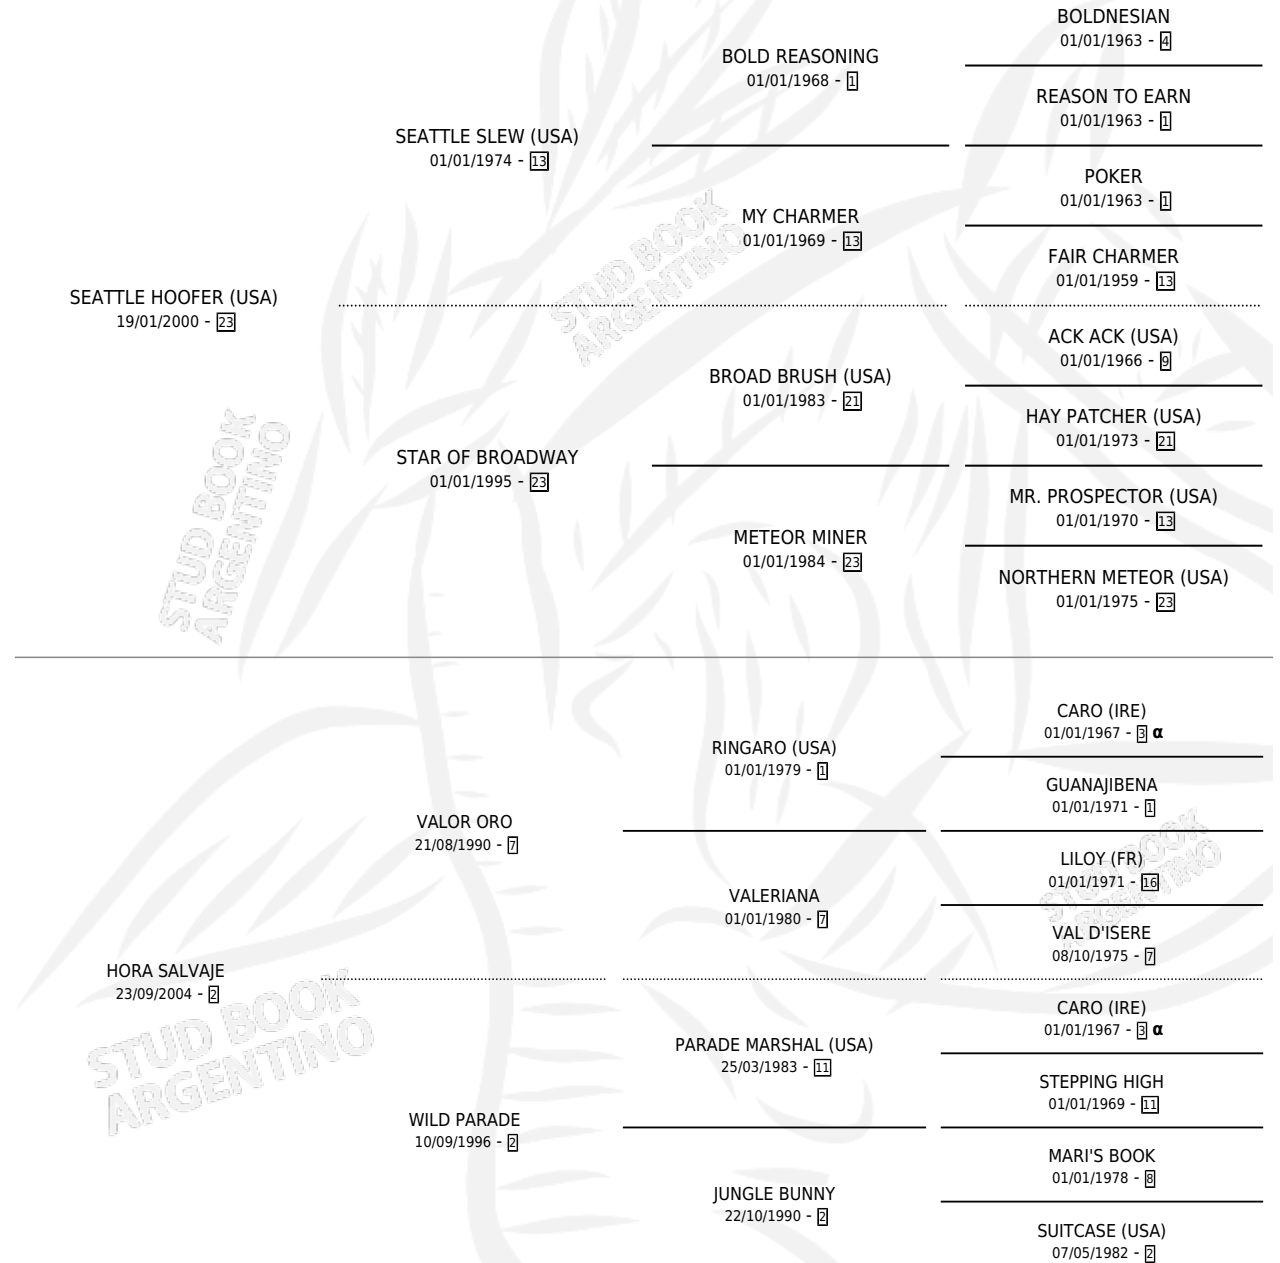 BOLDNESIAN
01/01/1963 - 4
BOLD REASONING
01/01/1968 - 1
REASON TO EARN
01/01/1963 - 1
SEATTLE SLEW (USA)
01/01/1974 - 13
POKER
01/01/1963 - 1
MY CHARMER
01/01/1969 - 13
FAIR CHARMER
01/01/1959 - 13
SEATTLE HOOFER (USA)
19/01/2000 - 23
ACK ACK (USA)
01/01/1966 - 9
BROAD BRUSH (USA)
01/01/1983 - 21
HAY PATCHER (USA)
01/01/1973 - 21
STAR OF BROADWAY
01/01/1995 - 23
MR. PROSPECTOR (USA)
01/01/1970 - 13
METEOR MINER
01/01/1984 - 23
NORTHERN METEOR (USA)
01/01/1975 - 23
CARO (IRE)
01/01/1967 - 3 α
RINGARO (USA)
01/01/1979 - 1
GUANAJIBENA
01/01/1971 - 1
VALOR ORO
21/08/1990 - 7
LILOY (FR)
01/01/1971 - 16
VALERIANA
01/01/1980 - 7
VAL D'ISERE
08/10/1975 - 7
HORA SALVAJE
23/09/2004 - 2
CARO (IRE)
01/01/1967 - 3 α
PARADE MARSHAL (USA)
25/03/1983 - 11
STEPPING HIGH
01/01/1969 - 11
WILD PARADE
10/09/1996 - 2
MARI'S BOOK
01/01/1978 - 8
JUNGLE BUNNY
22/10/1990 - 2
SUITCASE (USA)
07/05/1982 - 2
STUD BOOK
ARGENTINO
STUD BOOK
ARGENTINO
STUD BOOK
ARGENTINO
STUD BOOK
ARGENTINO